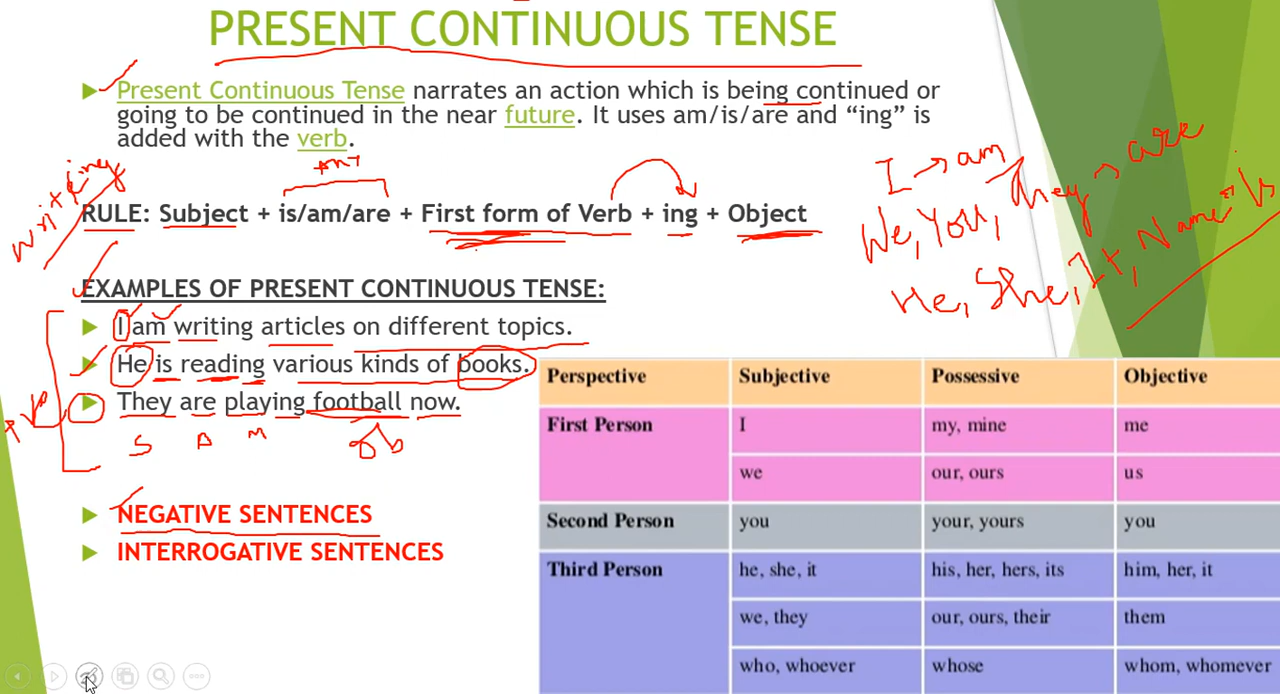 PRESENT CONTINUOUS TENSE
Present Continuous Tense narrates an action which is being continued or
going to be continued in the near future. It uses am/is/are and “ing” is
added with the verb.
writing
I → am
We, You, They → are
He, She, It, Name → is
RULE: Subject + is/am/are + First form of Verb + ing + Object
EXAMPLES OF PRESENT CONTINUOUS TENSE:
I am writing articles on different topics.
He is reading various kinds of books.
They are playing football now.
S A M Ob
NEGATIVE SENTENCES
INTERROGATIVE SENTENCES
Perspective Subjective Possessive Objective
First Person I my, mine me
we our, ours us
Second Person you your, yours you
Third Person he, she, it his, her, hers, its him, her, it
we, they our, ours, their them
who, whoever whose whom, whomever